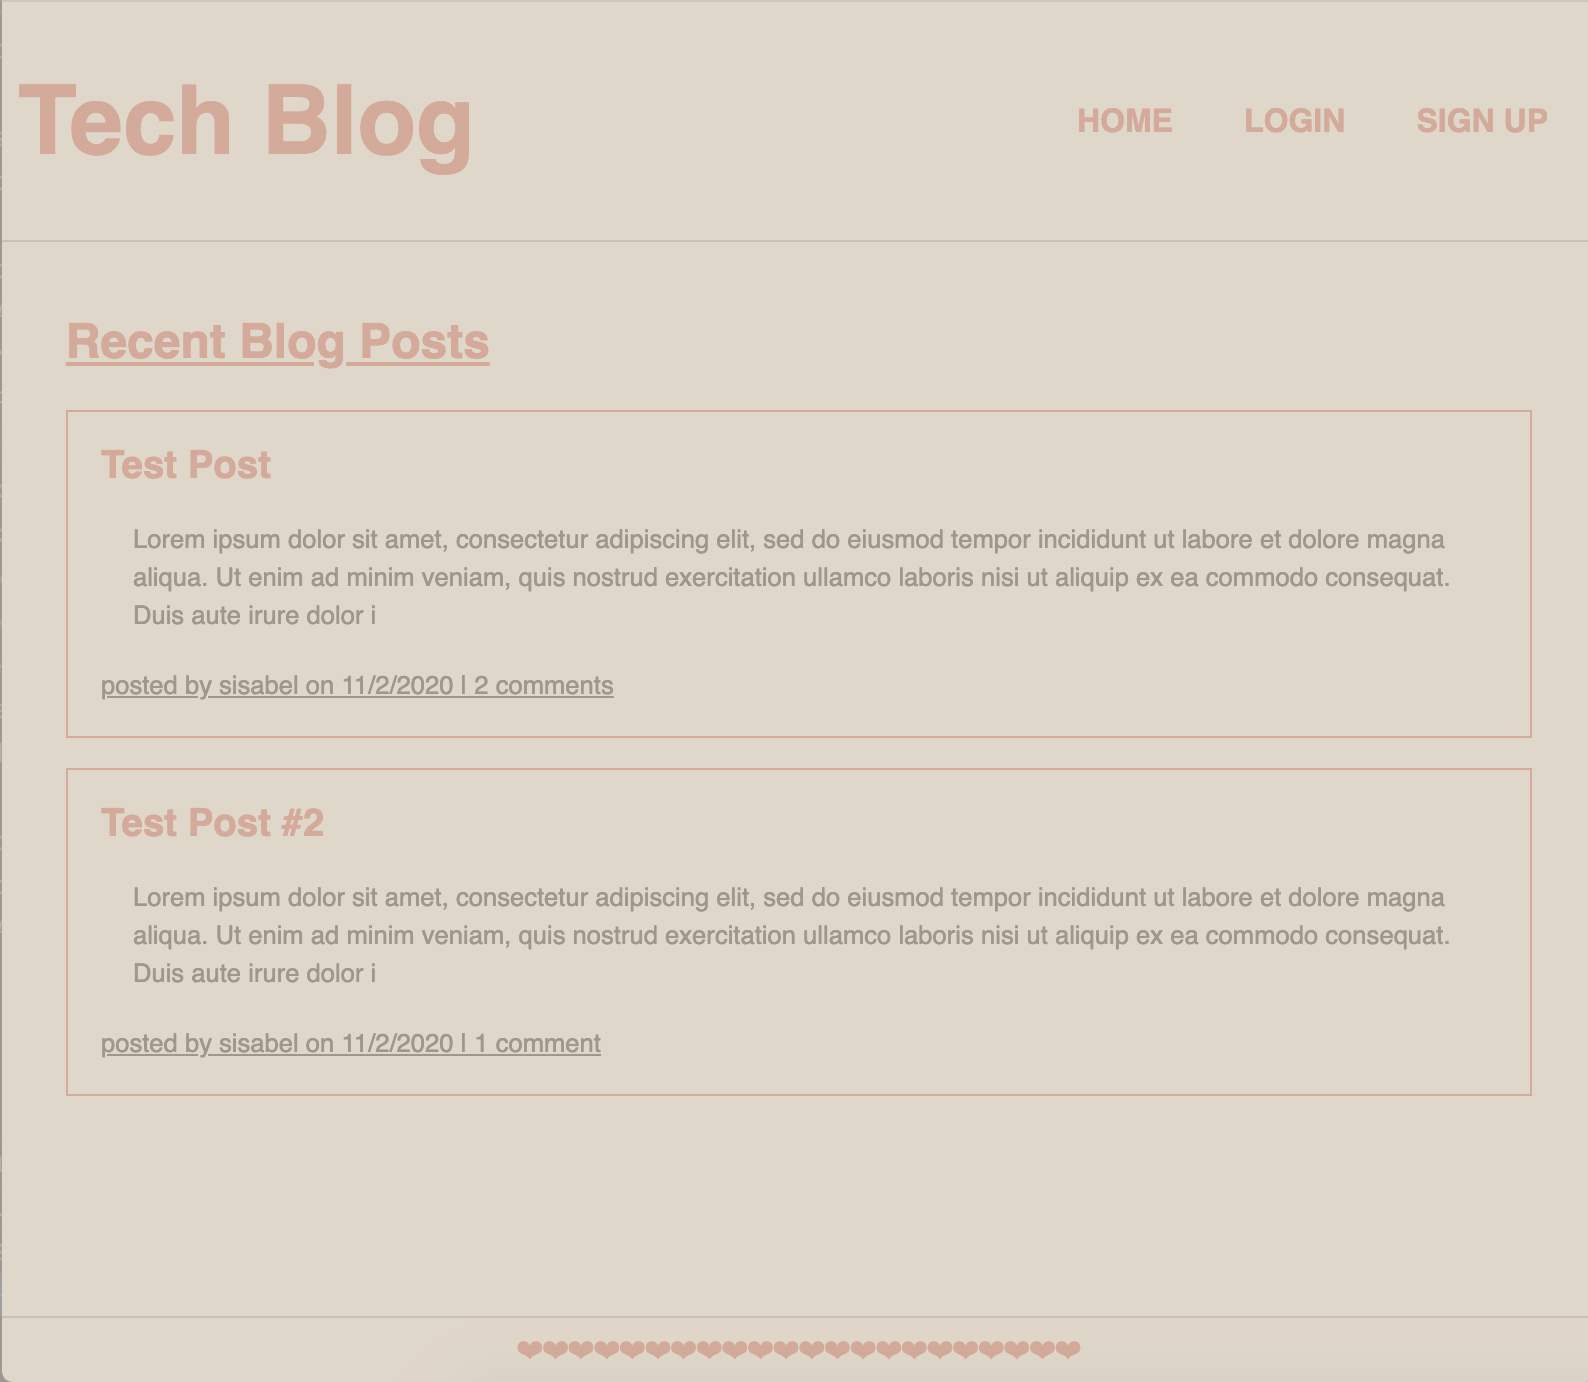 Tech Blog
HOME LOGIN SIGN UP
Recent Blog Posts
Test Post
Lorem ipsum dolor sit amet, consectetur adipiscing elit, sed do eiusmod tempor incididunt ut labore et dolore magna
aliqua. Ut enim ad minim veniam, quis nostrud exercitation ullamco laboris nisi ut aliquip ex ea commodo consequat.
Duis aute irure dolor i
posted by sisabel on 11/2/2020 | 2 comments
Test Post #2
Lorem ipsum dolor sit amet, consectetur adipiscing elit, sed do eiusmod tempor incididunt ut labore et dolore magna
aliqua. Ut enim ad minim veniam, quis nostrud exercitation ullamco laboris nisi ut aliquip ex ea commodo consequat.
Duis aute irure dolor i
posted by sisabel on 11/2/2020 | 1 comment
❤❤❤❤❤❤❤❤❤❤❤❤❤❤❤❤❤❤❤❤❤❤